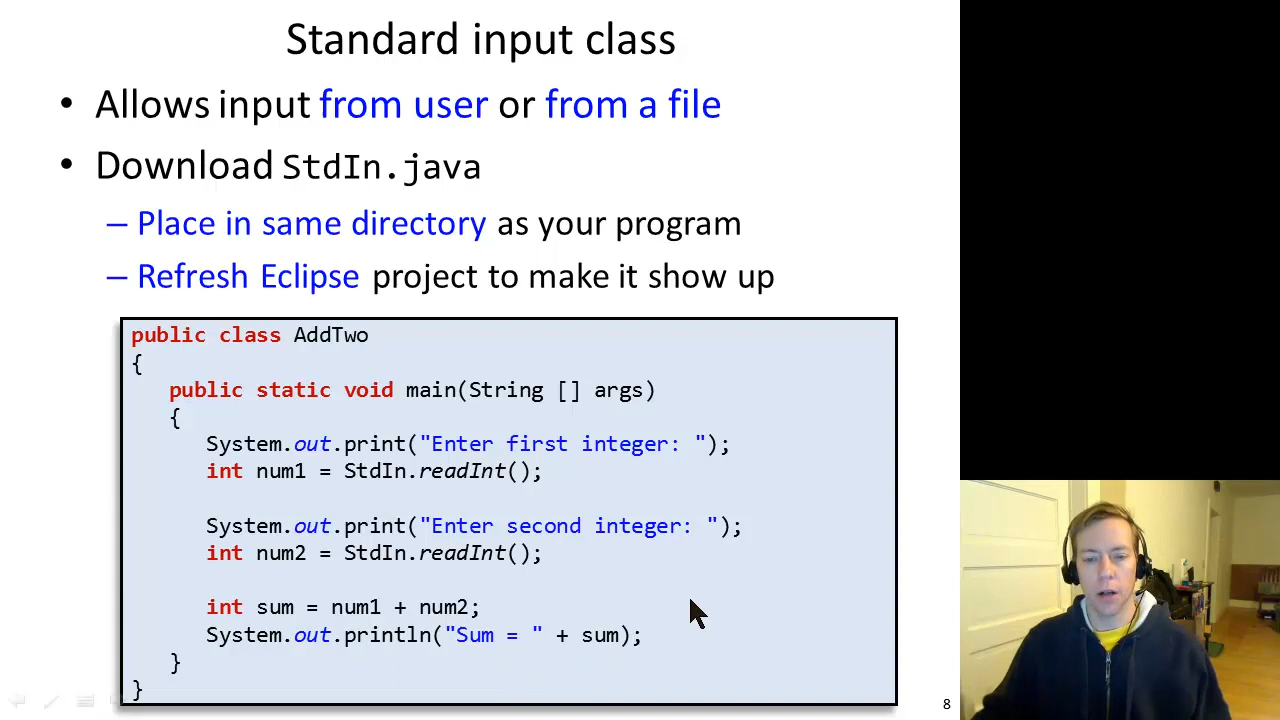 Standard input class
• Allows input from user or from a file
• Download StdIn.java
– Place in same directory as your program
– Refresh Eclipse project to make it show up
public class AddTwo
{
   public static void main(String [] args)
   {
      System.out.print("Enter first integer: ");
      int num1 = StdIn.readInt();

      System.out.print("Enter second integer: ");
      int num2 = StdIn.readInt();

      int sum = num1 + num2;
      System.out.println("Sum = " + sum);
   }
}
8